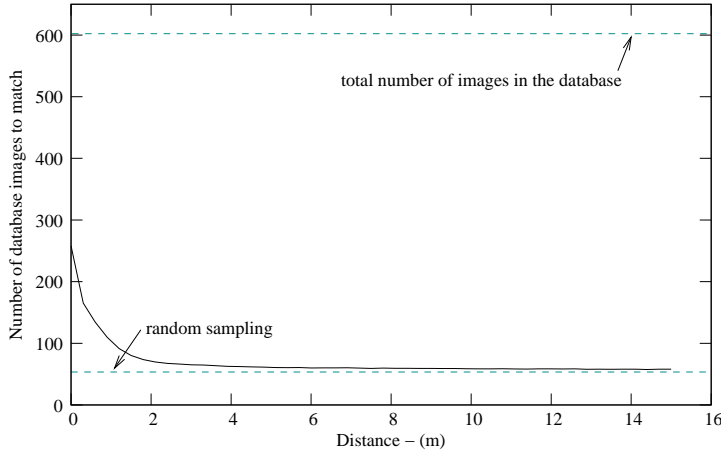 600
500
400
300
200
100
0
Number of database images to match
total number of images in the database
random sampling
0 2 4 6 8 10 12 14 16
Distance – (m)